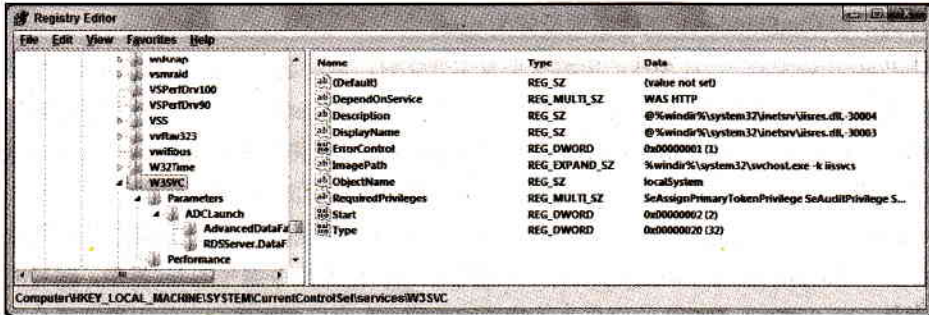 Registry Editor
File Edit View Favorites Help
vmiraid
VSPerfDrv100
VSPerfDrv90
VSS
vwifibus
W32Time
W3SVC
Parameters
ADCLaunch
AdvancedDataFa
RDSServer.DataF
Performance
Name Type Data
(Default) REG_SZ (value not set)
DependOnService REG_MULTI_SZ WAS HTTP
Description REG_SZ @%windir%\system32\inetsrv\iisres.dll,-30004
DisplayName REG_SZ @%windir%\system32\inetsrv\iisres.dll,-30003
ErrorControl REG_DWORD 0x00000001 (1)
ImagePath REG_EXPAND_SZ %windir%\system32\svchost.exe -k iissvcs
ObjectName REG_SZ localSystem
RequiredPrivileges REG_MULTI_SZ SeAssignPrimaryTokenPrivilege SeAuditPrivilege S...
Start REG_DWORD 0x00000002 (2)
Type REG_DWORD 0x00000020 (32)
Computer\HKEY_LOCAL_MACHINE\SYSTEM\CurrentControlSet\services\W3SVC